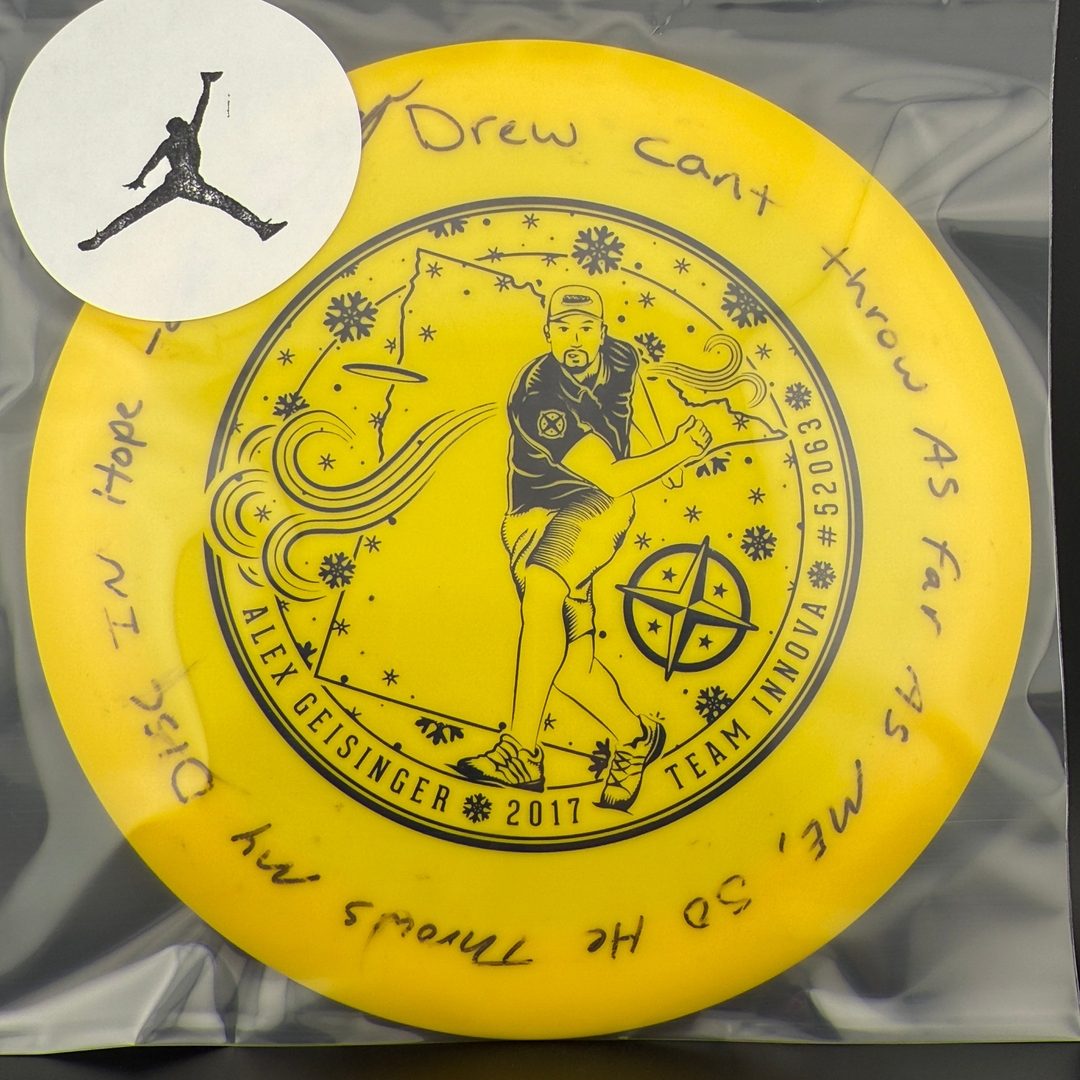 Drew Cant throw As far As ME, so He Throws my Disc IN Hope -
ALEX GEISINGER 2017 TEAM INNOVA #52063